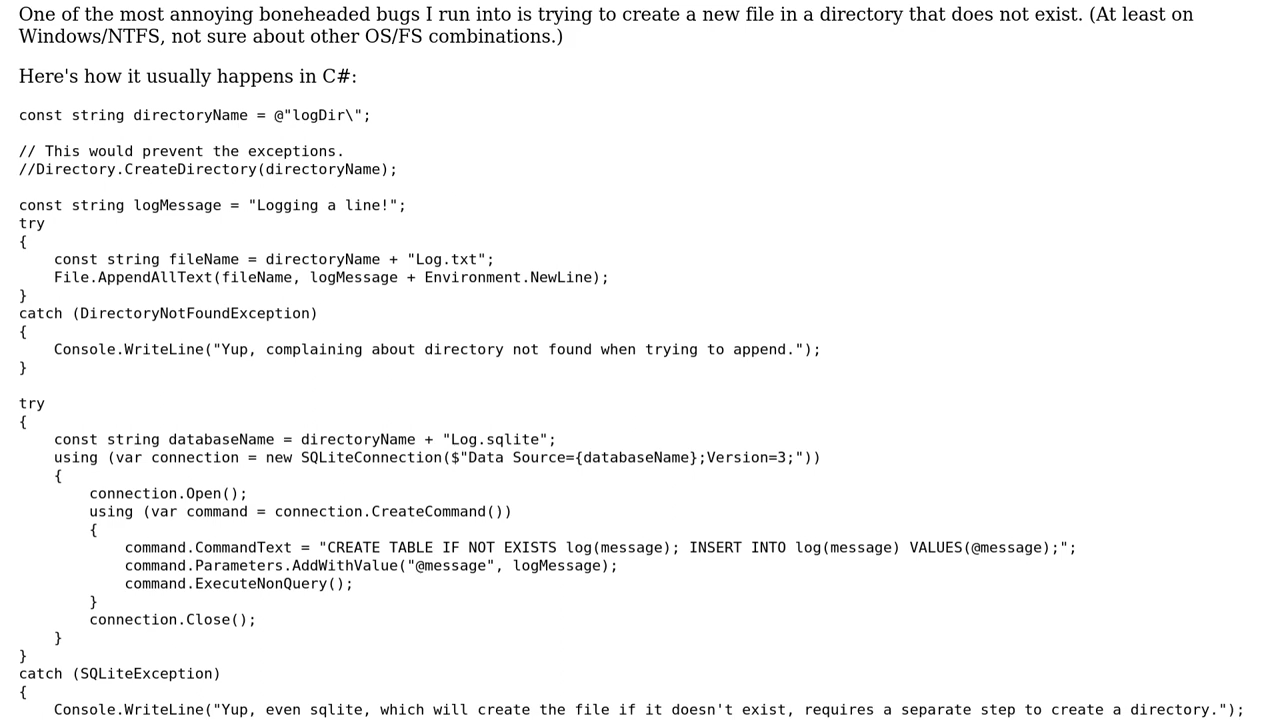 One of the most annoying boneheaded bugs I run into is trying to create a new file in a directory that does not exist. (At least on
Windows/NTFS, not sure about other OS/FS combinations.)
Here's how it usually happens in C#:
const string directoryName = @"logDir\";
// This would prevent the exceptions.
//Directory.CreateDirectory(directoryName);
const string logMessage = "Logging a line!";
try
{
    const string fileName = directoryName + "Log.txt";
    File.AppendAllText(fileName, logMessage + Environment.NewLine);
}
catch (DirectoryNotFoundException)
{
    Console.WriteLine("Yup, complaining about directory not found when trying to append.");
}
try
{
    const string databaseName = directoryName + "Log.sqlite";
    using (var connection = new SQLiteConnection($"Data Source={databaseName};Version=3;"))
    {
        connection.Open();
        using (var command = connection.CreateCommand())
        {
            command.CommandText = "CREATE TABLE IF NOT EXISTS log(message); INSERT INTO log(message) VALUES(@message);";
            command.Parameters.AddWithValue("@message", logMessage);
            command.ExecuteNonQuery();
        }
        connection.Close();
    }
}
catch (SQLiteException)
{
    Console.WriteLine("Yup, even sqlite, which will create the file if it doesn't exist, requires a separate step to create a directory.");